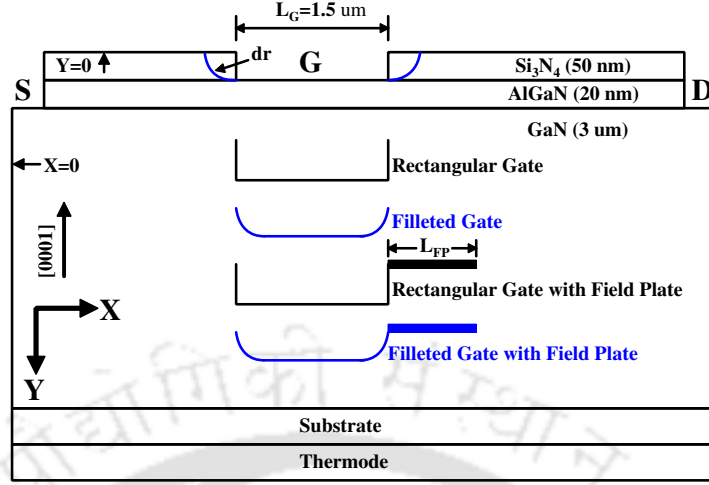 L_G=1.5 um
Y=0
dr
G
Si3N4 (50 nm)
S
AlGaN (20 nm)
D
GaN (3 um)
X=0
Rectangular Gate
[0001]
Filleted Gate
L_FP
Rectangular Gate with Field Plate
X
Filleted Gate with Field Plate
Y
Substrate
Thermode